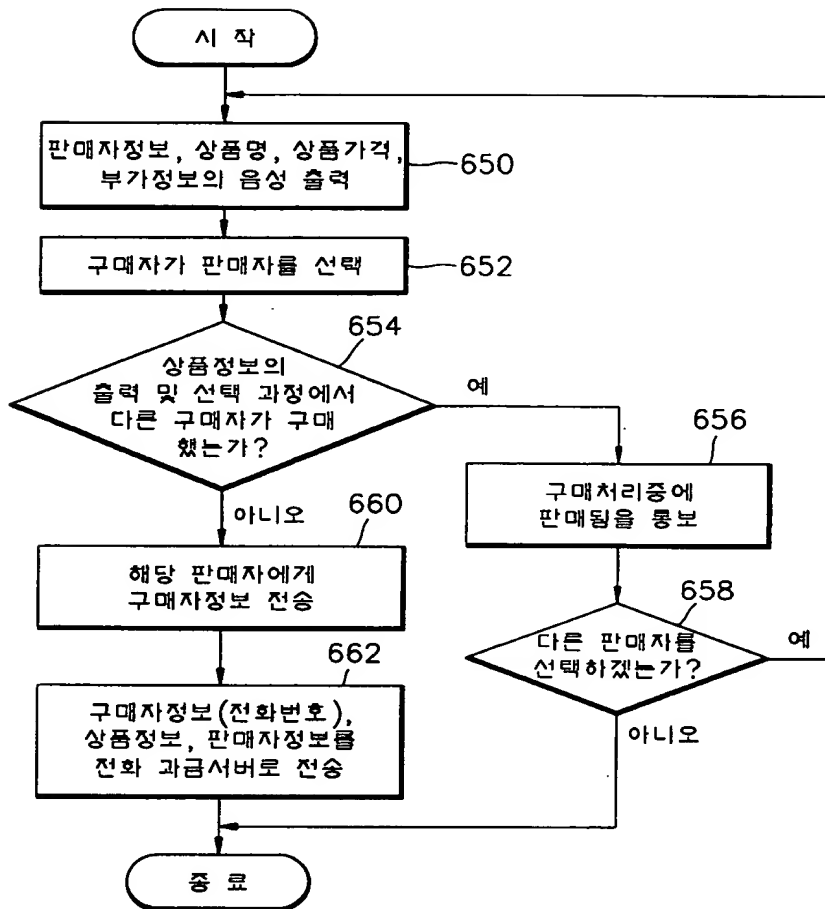 시 작
판매자정보, 상품명, 상품가격,
부가정보의 음성 출력
650
구매자가 판매자를 선택
652
654
상품정보의
출력 및 선택 과정에서
다른 구매자가 구매
했는가?
예
656
구매처리중에
판매됨을 통보
658
다른 판매자를
선택하겠는가?
예
아니오
아니오
660
해당 판매자에게
구매자정보 전송
662
구매자정보(전화번호),
상품정보, 판매자정보를
전화 과금서버로 전송
종 료